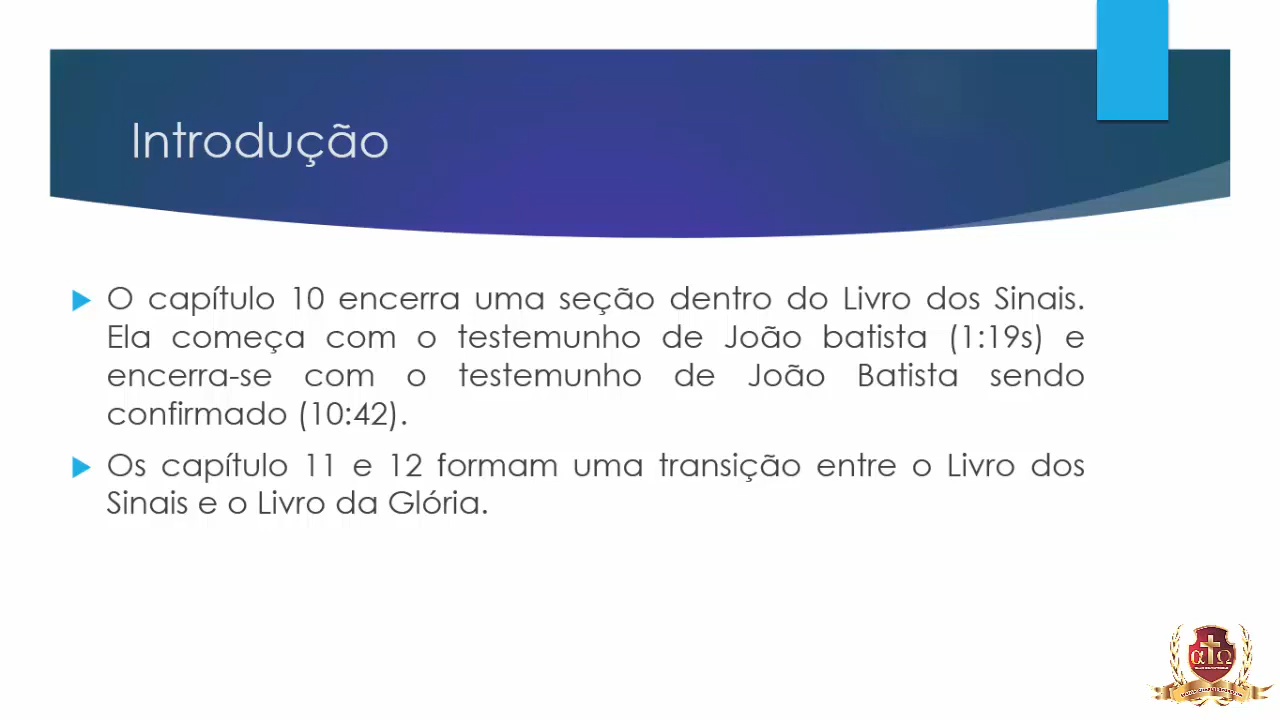 Introdução
O capítulo 10 encerra uma seção dentro do Livro dos Sinais.
Ela começa com o testemunho de João batista (1:19s) e
encerra-se com o testemunho de João Batista sendo
confirmado (10:42).
Os capítulo 11 e 12 formam uma transição entre o Livro dos
Sinais e o Livro da Glória.
α Ω